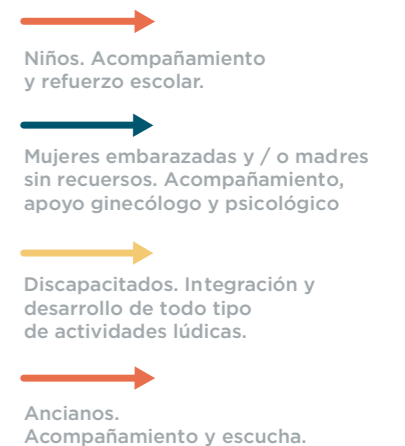 Niños. Acompañamiento
y refuerzo escolar.
Mujeres embarazadas y / o madres
sin recuersos. Acompañamiento,
apoyo ginecólogo y psicológico
Discapacitados. Integración y
desarrollo de todo tipo
de actividades lúdicas.
Ancianos.
Acompañamiento y escucha.